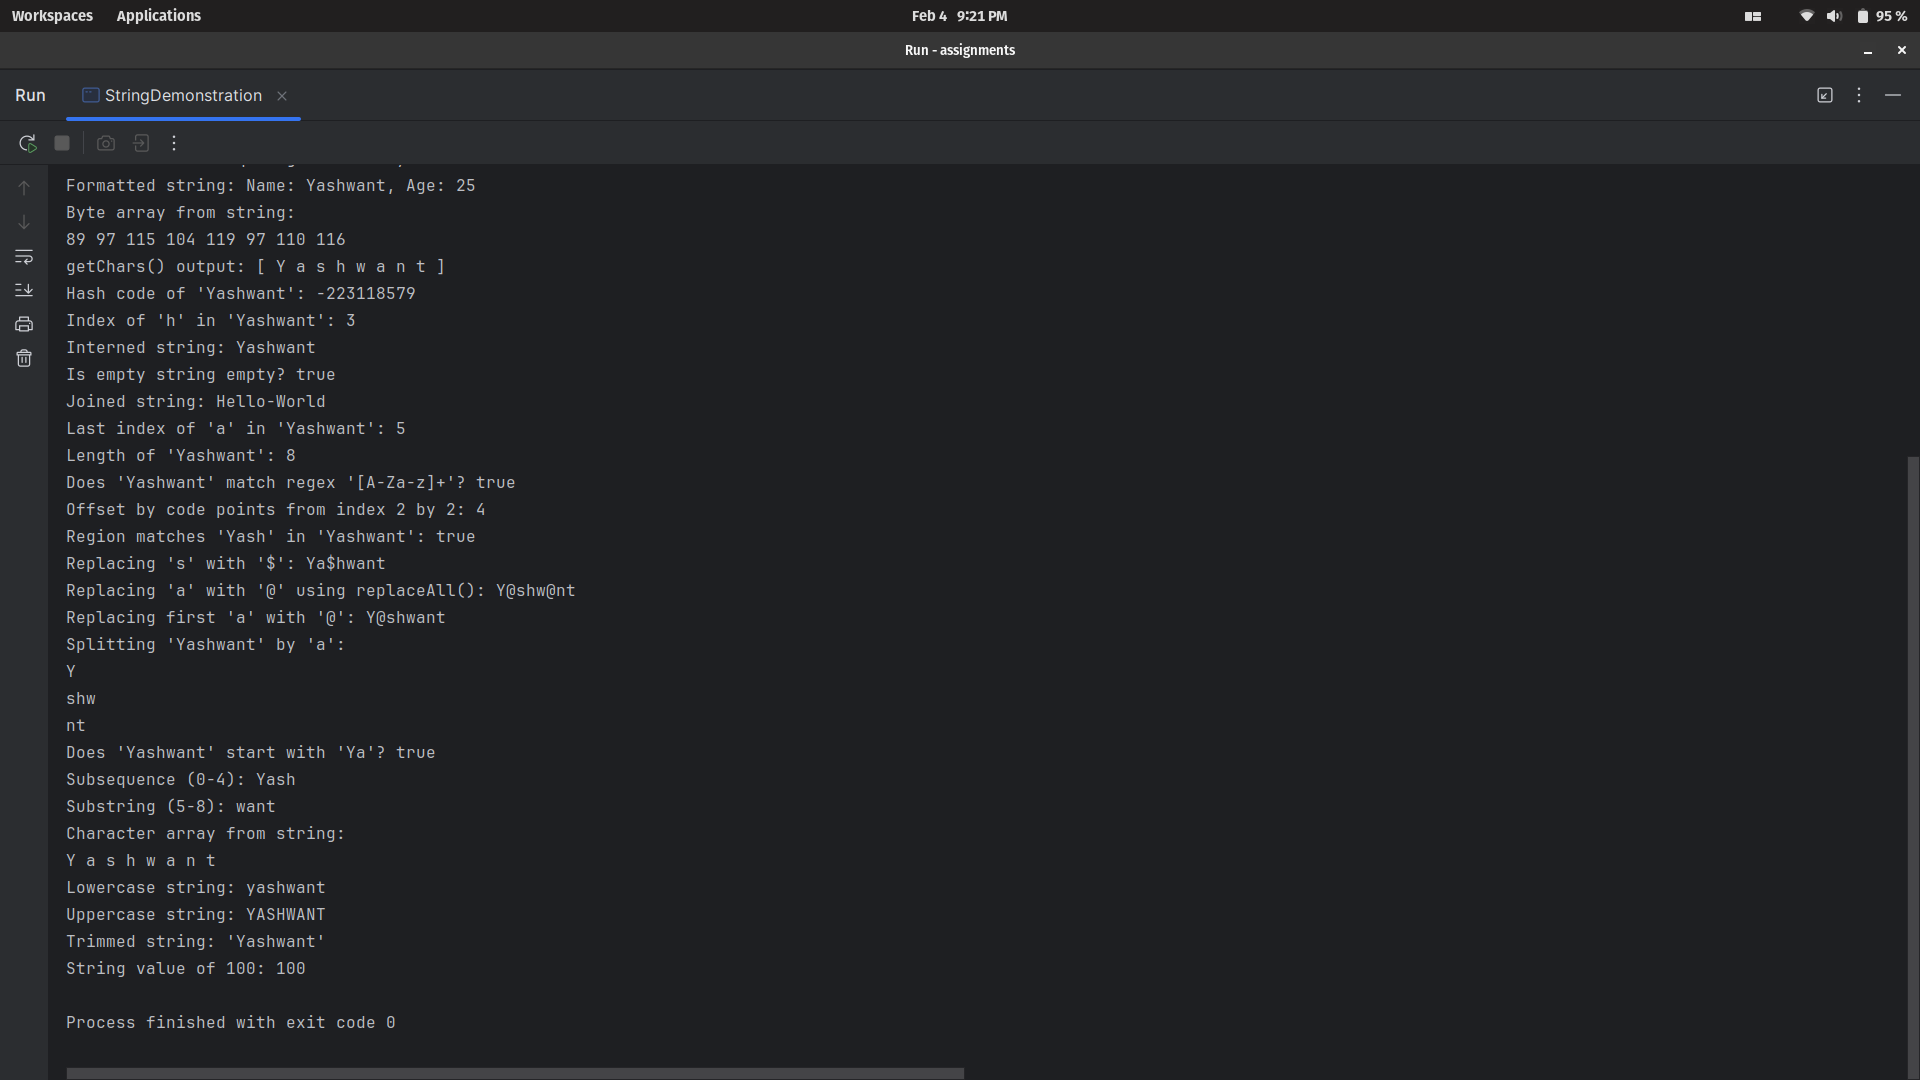 Workspaces Applications Feb 4 9:21 PM 95 %
Run - assignments
Run StringDemonstration
Formatted string: Name: Yashwant, Age: 25
Byte array from string:
89 97 115 104 119 97 110 116
getChars() output: [ Y a s h w a n t ]
Hash code of 'Yashwant': -223118579
Index of 'h' in 'Yashwant': 3
Interned string: Yashwant
Is empty string empty? true
Joined string: Hello-World
Last index of 'a' in 'Yashwant': 5
Length of 'Yashwant': 8
Does 'Yashwant' match regex '[A-Za-z]+'? true
Offset by code points from index 2 by 2: 4
Region matches 'Yash' in 'Yashwant': true
Replacing 's' with '$': Ya$hwant
Replacing 'a' with '@' using replaceAll(): Y@shw@nt
Replacing first 'a' with '@': Y@shwant
Splitting 'Yashwant' by 'a':
Y
shw
nt
Does 'Yashwant' start with 'Ya'? true
Subsequence (0-4): Yash
Substring (5-8): want
Character array from string:
Y a s h w a n t
Lowercase string: yashwant
Uppercase string: YASHWANT
Trimmed string: 'Yashwant'
String value of 100: 100
Process finished with exit code 0